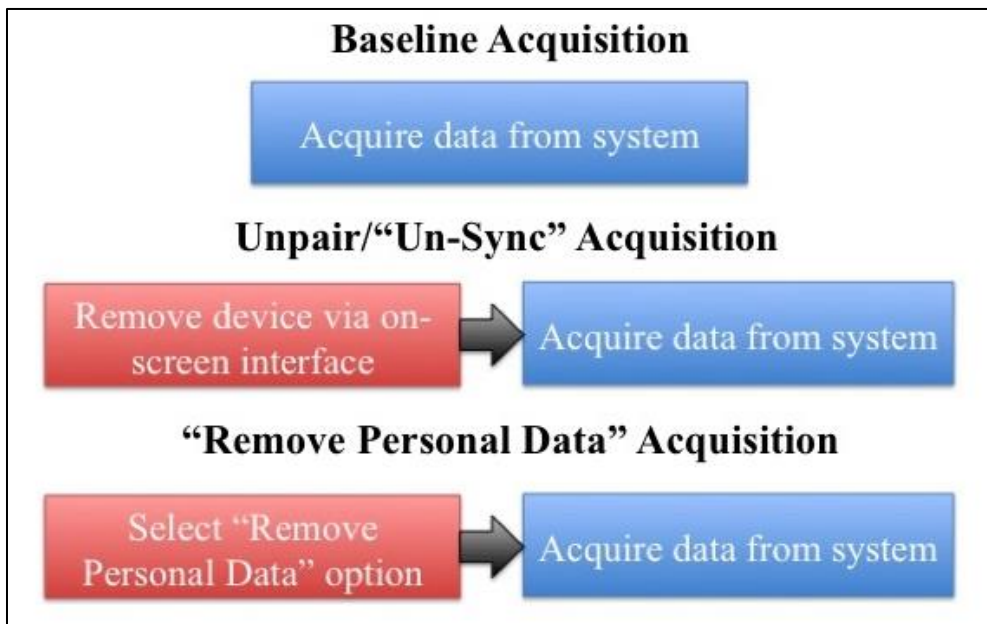 Baseline Acquisition
Acquire data from system
Unpair/“Un-Sync” Acquisition
Remove device via on-
screen interface
Acquire data from system
“Remove Personal Data” Acquisition
Select “Remove
Personal Data” option
Acquire data from system